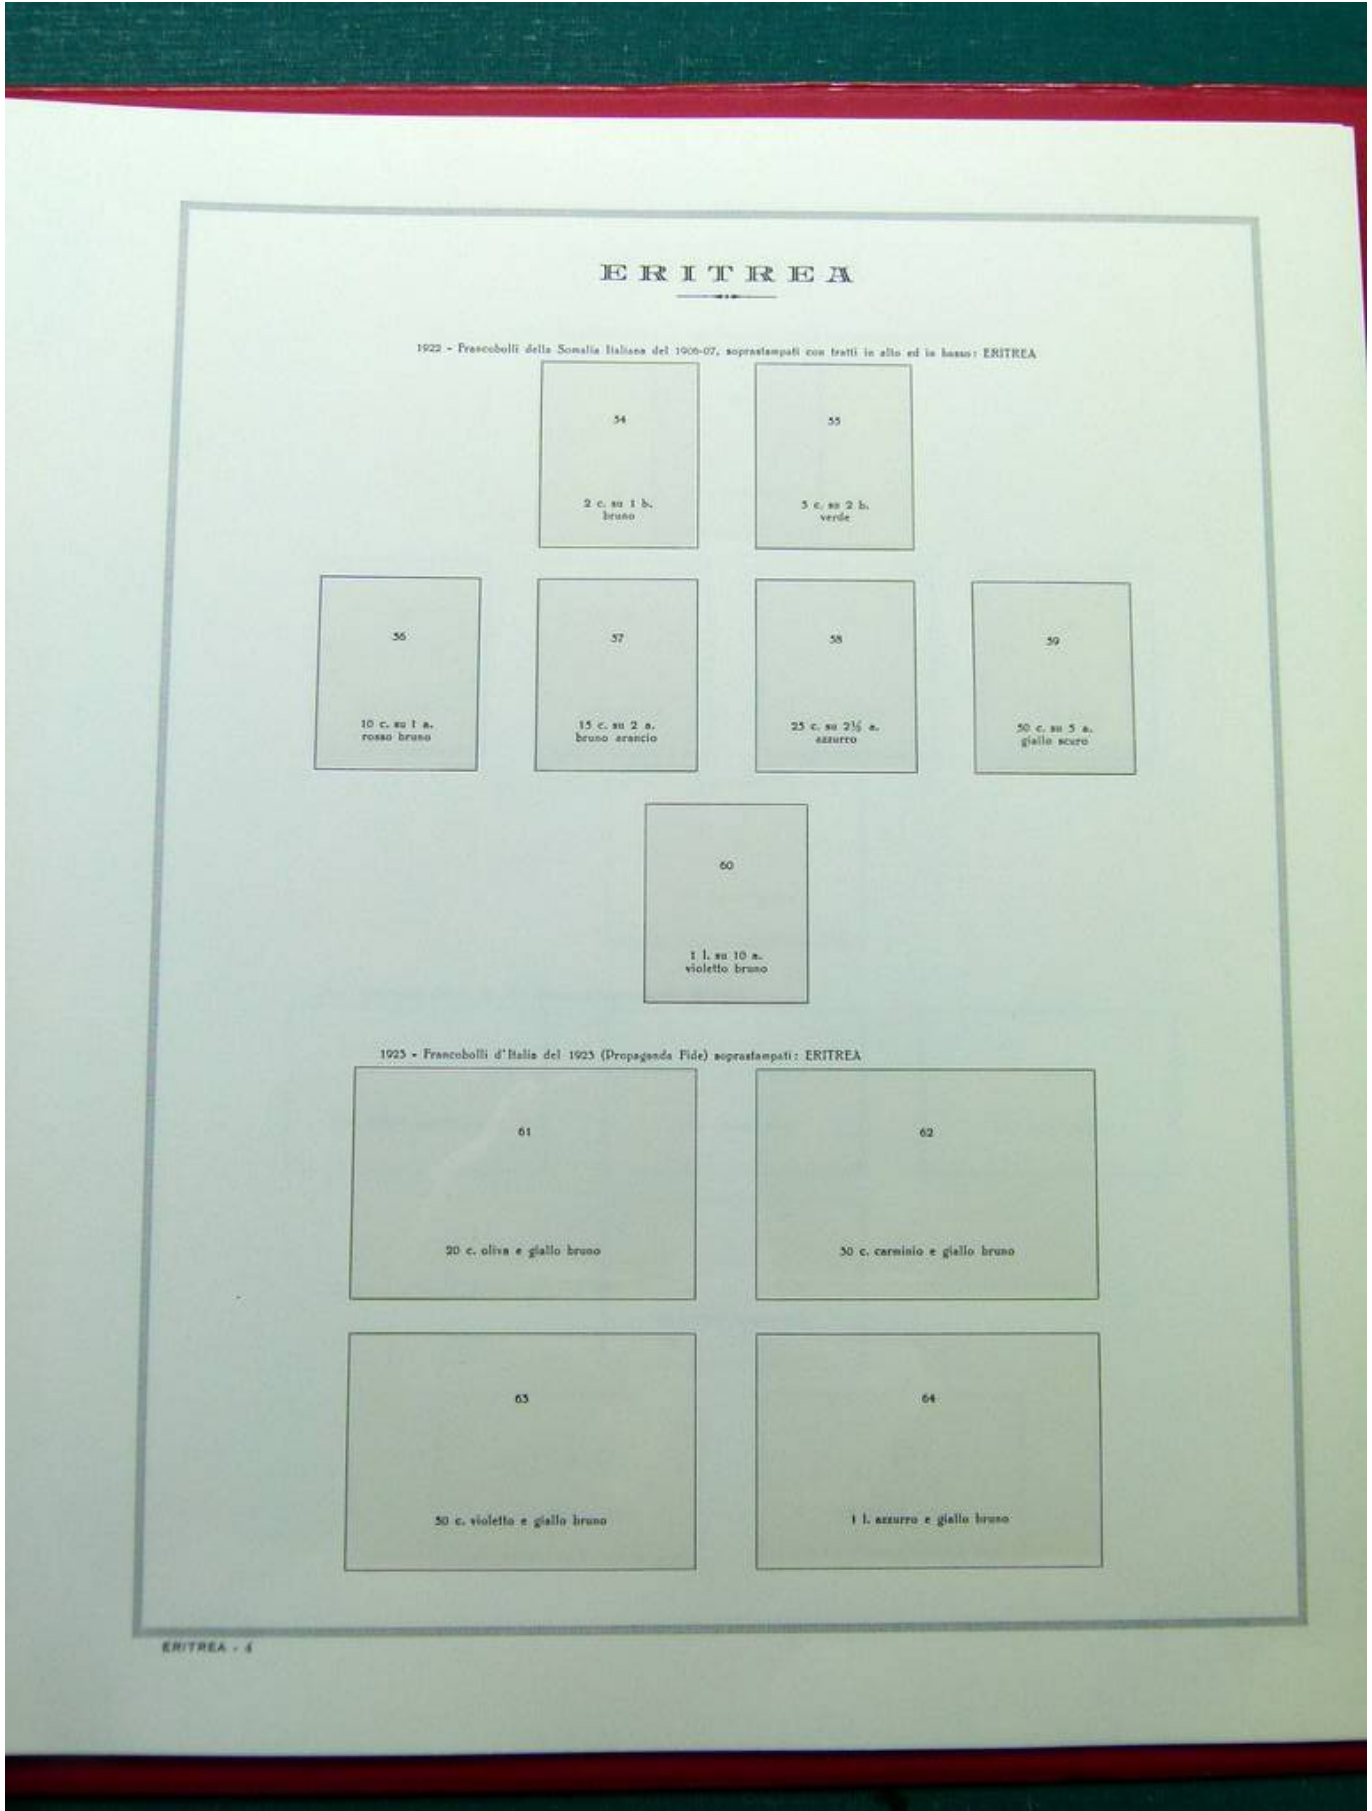 ERITREA
1922 - Francobolli della Somalia Italiana del 1906-07, soprastampati con tratti in alto ed in basso: ERITREA
54
2 c. su 1 b.
bruno
55
5 c. su 2 b.
verde
56
10 c. su 1 a.
rosso bruno
57
15 c. su 2 a.
bruno arancio
58
25 c. su 2½ a.
azzurro
59
50 c. su 5 a.
giallo scuro
60
1 l. su 10 a.
violetto bruno
1923 - Francobolli d'Italia del 1923 (Propaganda Fide) soprastampati: ERITREA
61
20 c. oliva e giallo bruno
62
30 c. carminio e giallo bruno
63
50 c. violetto e giallo bruno
64
1 l. azzurro e giallo bruno
ERITREA -